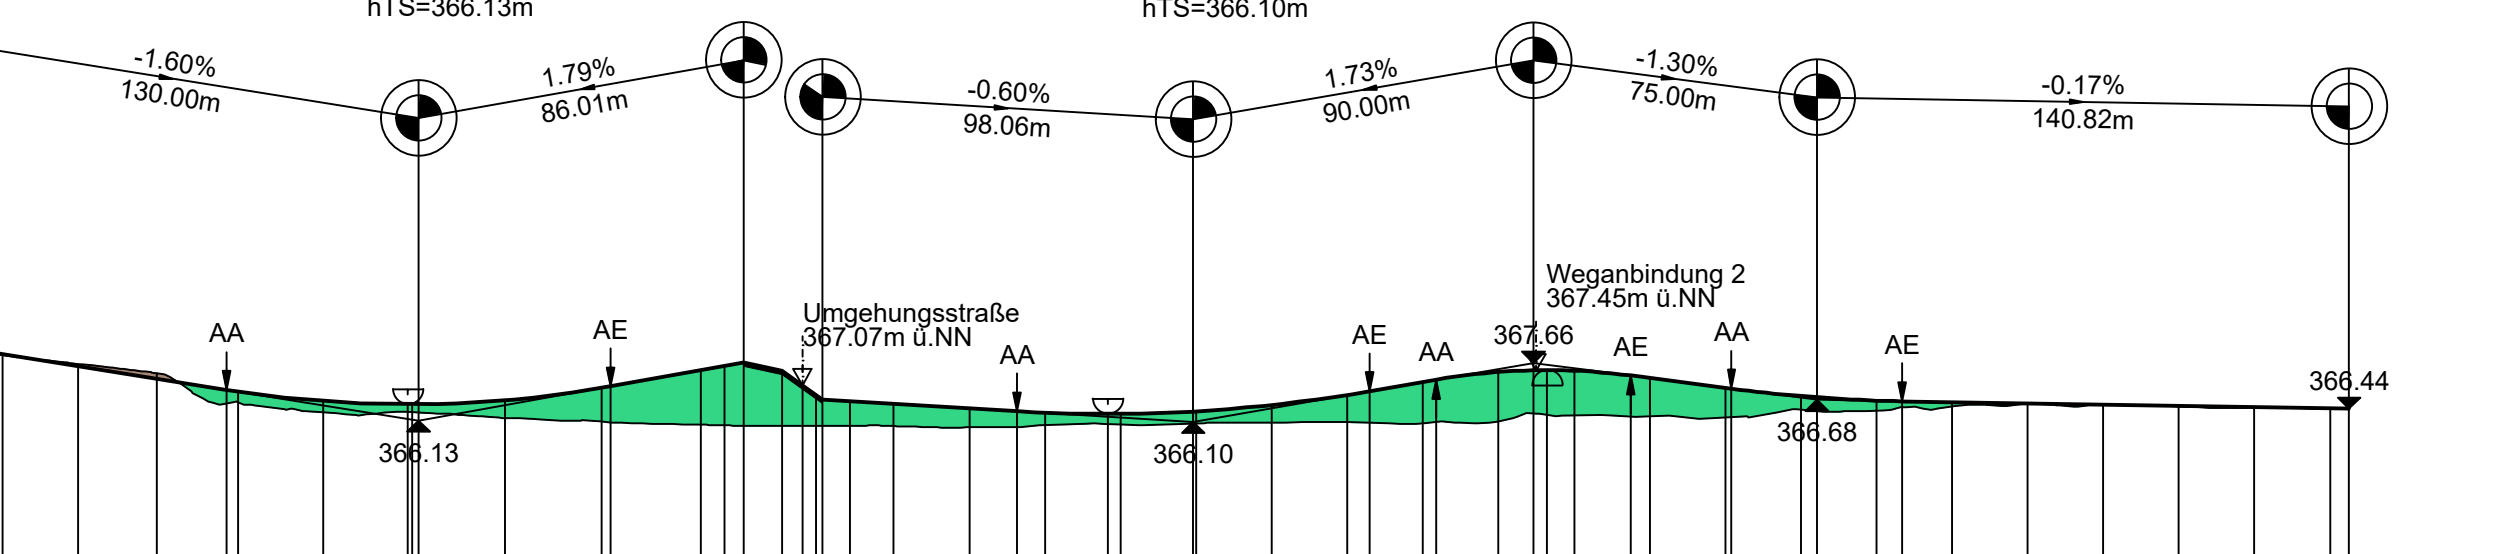 hTS=366.13m
hTS=366.10m
-1.60%
130.00m
1.79%
86.01m
-0.60%
98.06m
1.73%
90.00m
-1.30%
75.00m
-0.17%
140.82m
AA
AE
Umgehungsstraße
367.07m ü.NN
AA
AE
AA
Weganbindung 2
367.45m ü.NN
367.66
AE
AA
AE
366.44
366.13
366.10
366.68